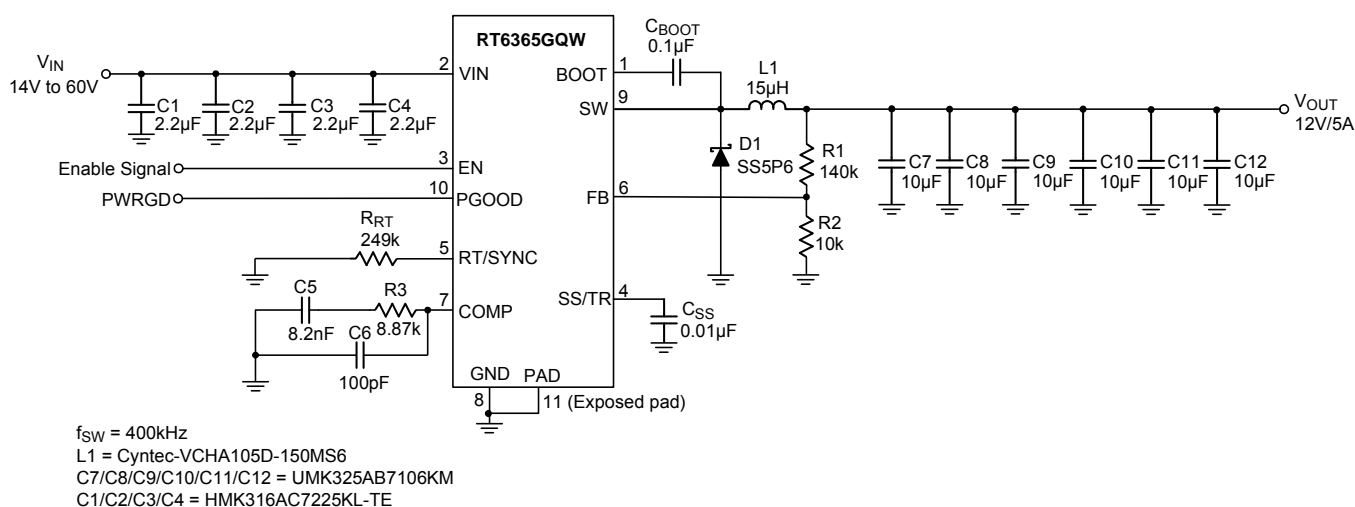 RT6365GQW
VIN
14V to 60V
C1
2.2µF
C2
2.2µF
C3
2.2µF
C4
2.2µF
2
VIN
Enable Signal
3
EN
PWRGD
10
PGOOD
RRT
249k
5
RT/SYNC
C5
8.2nF
R3
8.87k
7
COMP
C6
100pF
GND
8
PAD
11 (Exposed pad)
BOOT
1
CBOOT
0.1µF
SW
9
L1
15µH
D1
SS5P6
R1
140k
FB
6
R2
10k
SS/TR
4
CSS
0.01µF
C7
10µF
C8
10µF
C9
10µF
C10
10µF
C11
10µF
C12
10µF
VOUT
12V/5A
fSW = 400kHz
L1 = Cyntec-VCHA105D-150MS6
C7/C8/C9/C10/C11/C12 = UMK325AB7106KM
C1/C2/C3/C4 = HMK316AC7225KL-TE